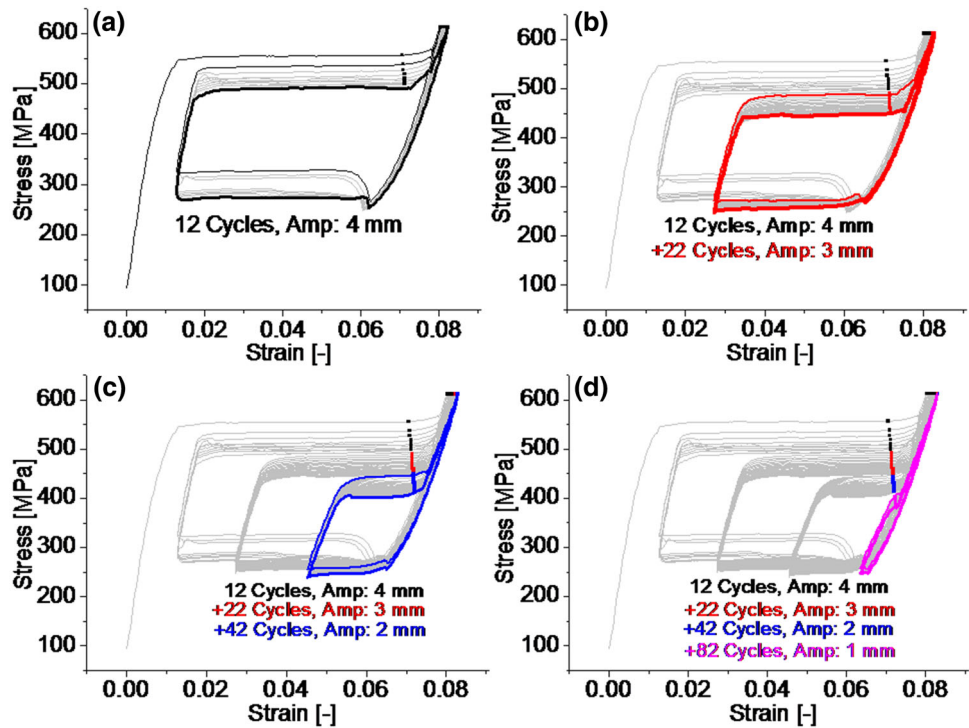 (a)
600
500
400
300
200
100
Stress [MPa]
12 Cycles, Amp: 4 mm
0.00 0.02 0.04 0.06 0.08
Strain [-]
(b)
600
500
400
300
200
100
Stress [MPa]
12 Cycles, Amp: 4 mm
+22 Cycles, Amp: 3 mm
0.00 0.02 0.04 0.06 0.08
Strain [-]
(c)
600
500
400
300
200
100
Stress [MPa]
12 Cycles, Amp: 4 mm
+22 Cycles, Amp: 3 mm
+42 Cycles, Amp: 2 mm
0.00 0.02 0.04 0.06 0.08
Strain [-]
(d)
600
500
400
300
200
100
Stress [MPa]
12 Cycles, Amp: 4 mm
+22 Cycles, Amp: 3 mm
+42 Cycles, Amp: 2 mm
+82 Cycles, Amp: 1 mm
0.00 0.02 0.04 0.06 0.08
Strain [-]